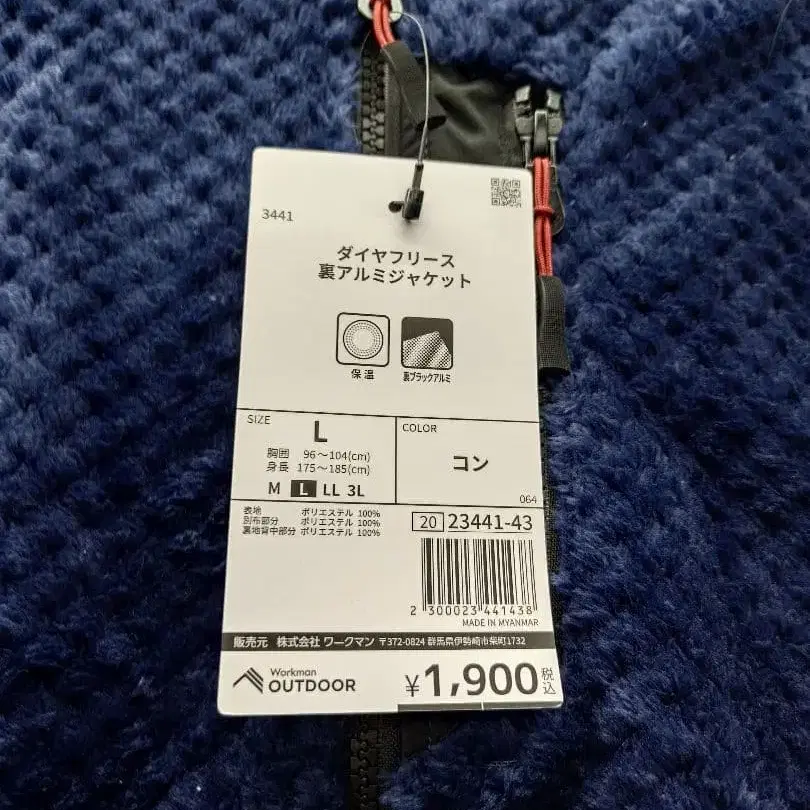 3441
ダイヤフリース
裏アルミジャケット
保温
裏ブラックアルミ
SIZE
L
胸囲 96～104(cm)
身長 175～185(cm)
M L LL 3L
COLOR
コン
064
表地 ポリエステル 100%
別布部分 ポリエステル 100%
裏地背中部分 ポリエステル 100%
20 23441-43
2 300023 441438
MADE IN MYANMAR
販売元 株式会社 ワークマン 〒372-0824 群馬県伊勢崎市柴町1732
Workman
OUTDOOR
¥1,900税込